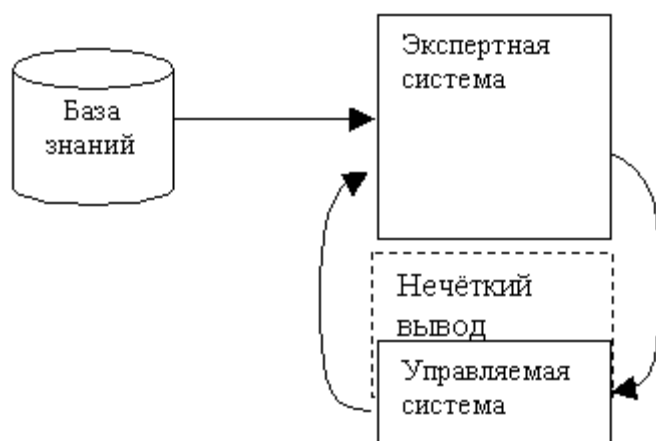 База
знаний
Экспертная
система
Нечёткий
вывод
Управляемая
система